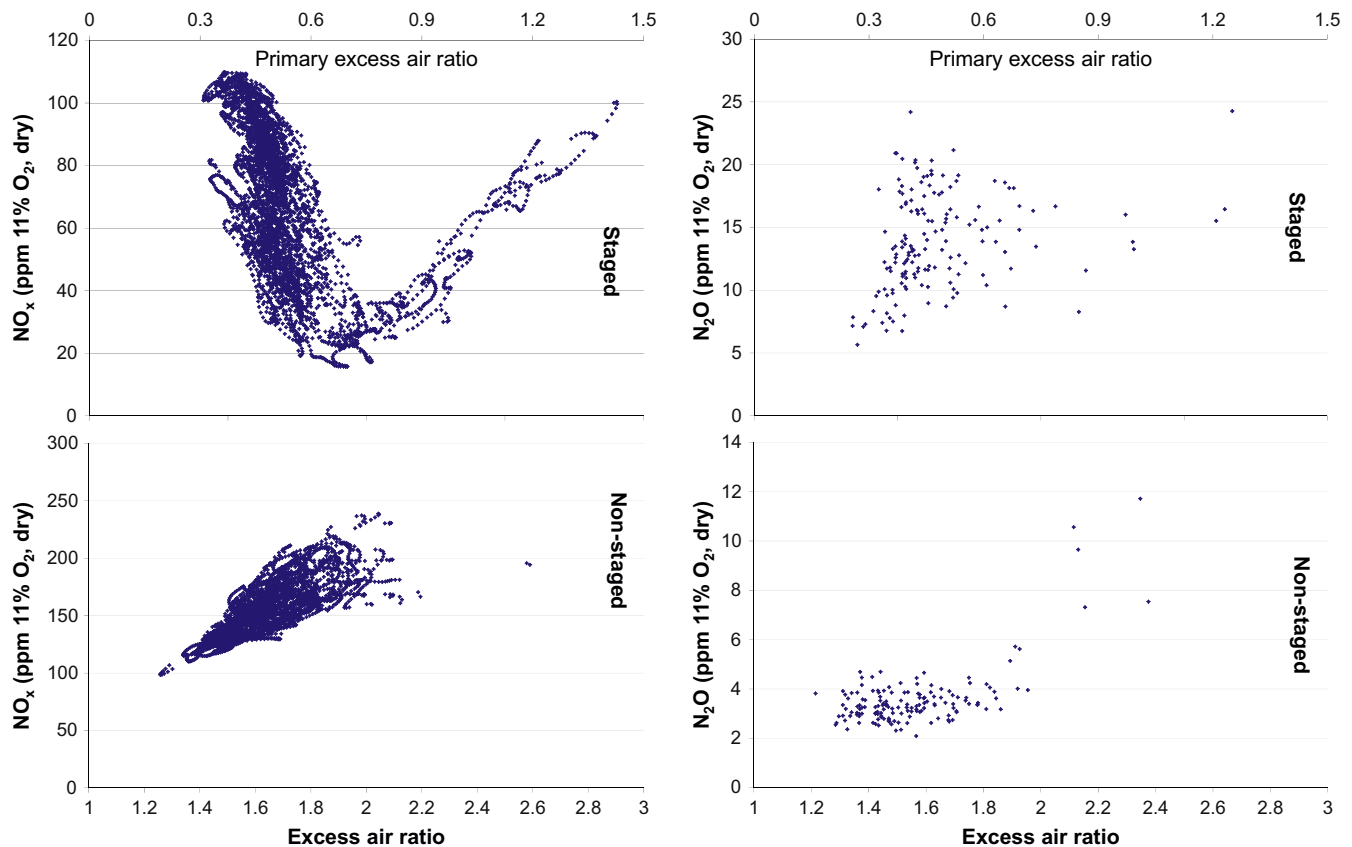 0 0.3 0.6 0.9 1.2 1.5
Primary excess air ratio
120
100
80
60
40
20
0
NOx (ppm 11% O2, dry)
Staged
0 0.3 0.6 0.9 1.2 1.5
Primary excess air ratio
30
25
20
15
10
5
0
N2O (ppm 11% O2, dry)
Staged
300
250
200
150
100
50
0
NOx (ppm 11% O2, dry)
Non-staged
1 1.2 1.4 1.6 1.8 2 2.2 2.4 2.6 2.8 3
Excess air ratio
14
12
10
8
6
4
2
0
N2O (ppm 11% O2, dry)
Non-staged
1 1.2 1.4 1.6 1.8 2 2.2 2.4 2.6 2.8 3
Excess air ratio